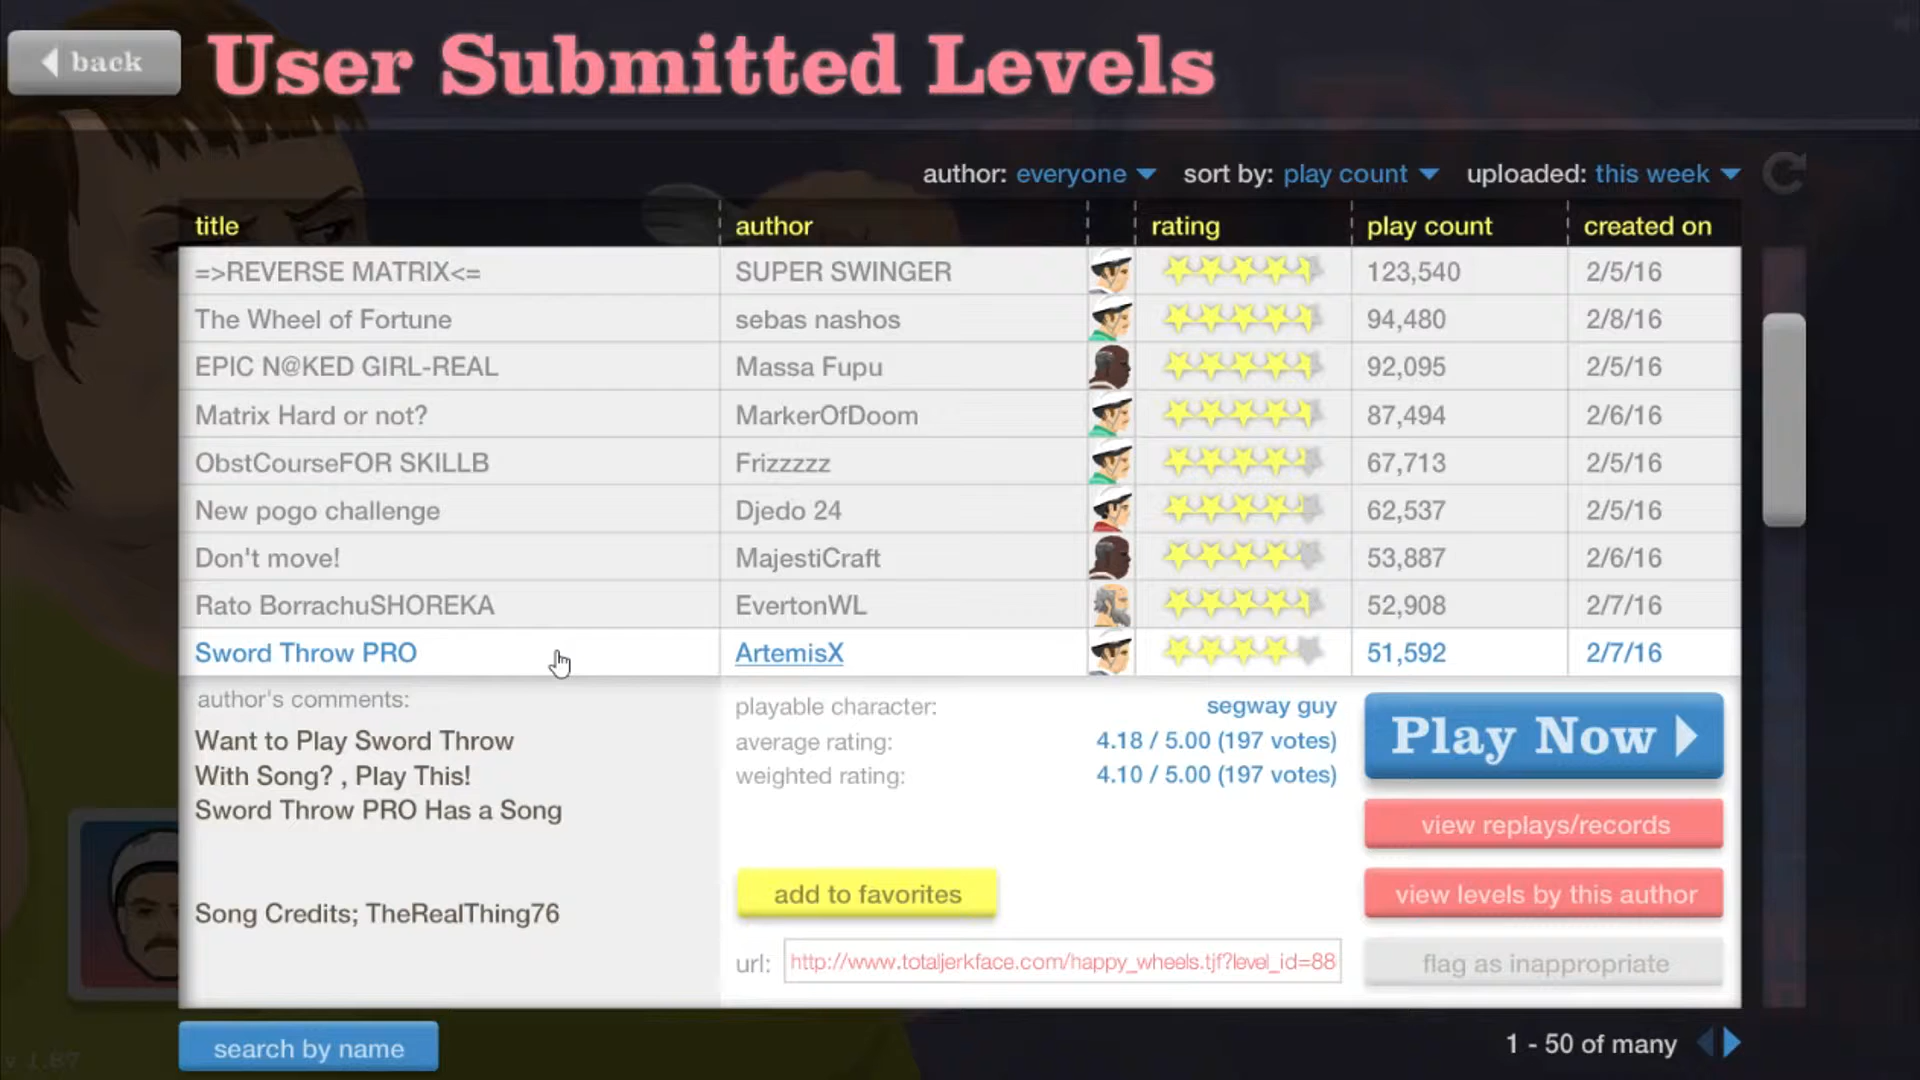 back
User Submitted Levels
author: everyone sort by: play count uploaded: this week
title author rating play count created on
=>REVERSE MATRIX<= SUPER SWINGER 123,540 2/5/16
The Wheel of Fortune sebas nashos 94,480 2/8/16
EPIC N@KED GIRL-REAL Massa Fupu 92,095 2/5/16
Matrix Hard or not? MarkerOfDoom 87,494 2/6/16
ObstCourseFOR SKILLB Frizzzzz 67,713 2/5/16
New pogo challenge Djedo 24 62,537 2/5/16
Don't move! MajestiCraft 53,887 2/6/16
Rato BorrachuSHOREKA EvertonWL 52,908 2/7/16
Sword Throw PRO ArtemisX 51,592 2/7/16
author's comments:
Want to Play Sword Throw
With Song? , Play This!
Sword Throw PRO Has a Song
Song Credits; TheRealThing76
playable character: segway guy
average rating: 4.18 / 5.00 (197 votes)
weighted rating: 4.10 / 5.00 (197 votes)
add to favorites
url: http://www.totaljerkface.com/happy_wheels.tjf?level_id=88
Play Now
view replays/records
view levels by this author
flag as inappropriate
search by name
1 - 50 of many
v 1.87